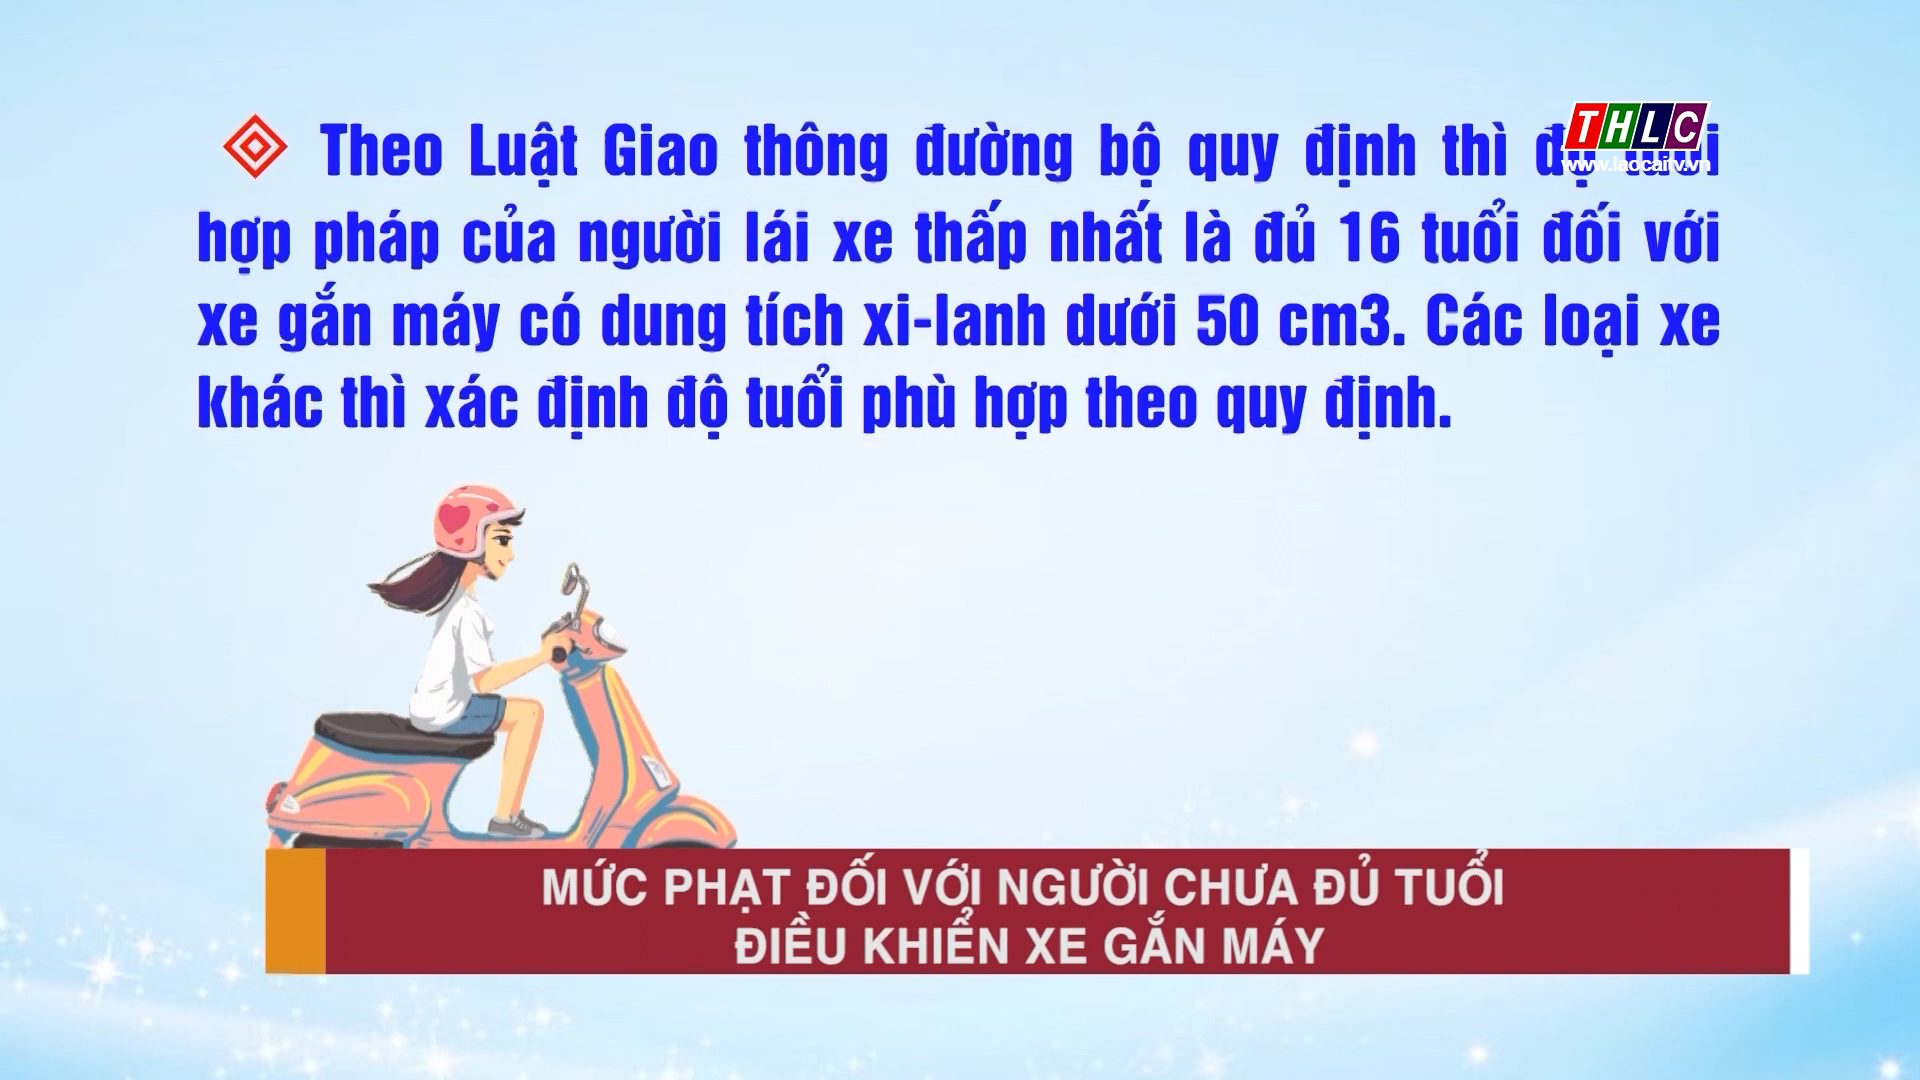 Theo Luật Giao thông đường bộ quy định thì độ tuổi
hợp pháp của người lái xe thấp nhất là đủ 16 tuổi đối với
xe gắn máy có dung tích xi-lanh dưới 50 cm3. Các loại xe
khác thì xác định độ tuổi phù hợp theo quy định.
THLC
www.laocaitv.vn
MỨC PHẠT ĐỐI VỚI NGƯỜI CHƯA ĐỦ TUỔI
ĐIỀU KHIỂN XE GẮN MÁY